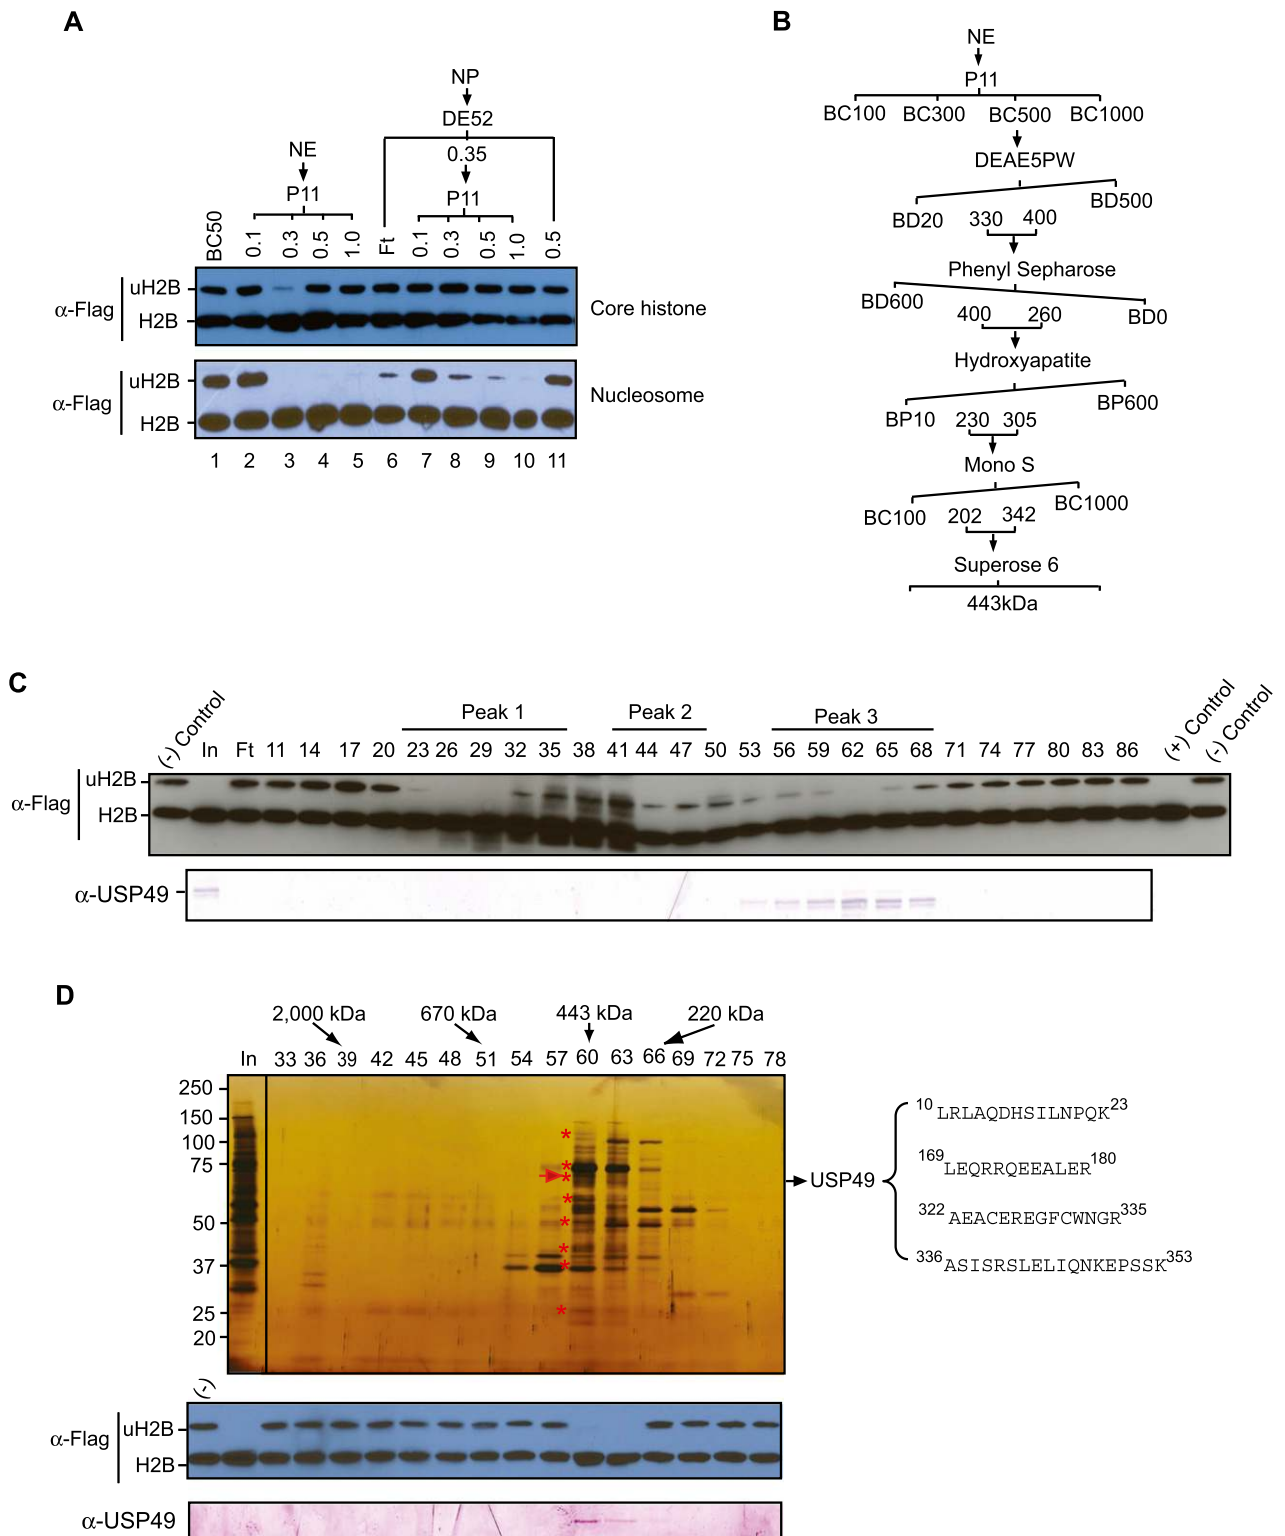 A
NP
DE52
NE
0.35
P11
P11
BC50 0.1 0.3 0.5 1.0 Ft 0.1 0.3 0.5 1.0 0.5
α-Flag
uH2B
H2B
Core histone
α-Flag
uH2B
H2B
Nucleosome
1 2 3 4 5 6 7 8 9 10 11
B
NE
P11
BC100 BC300 BC500 BC1000
DEAE5PW
BD20 330 400 BD500
Phenyl Sepharose
BD600 400 260 BD0
Hydroxyapatite
BP10 230 305 BP600
Mono S
BC100 202 342 BC1000
Superose 6
443kDa
C
Peak 1 Peak 2 Peak 3
(-) Control In Ft 11 14 17 20 23 26 29 32 35 38 41 44 47 50 53 56 59 62 65 68 71 74 77 80 83 86 (+) Control (-) Control
α-Flag
uH2B
H2B
α-USP49
D
2,000 kDa 670 kDa 443 kDa 220 kDa
In 33 36 39 42 45 48 51 54 57 60 63 66 69 72 75 78
250
150
100
75
50
37
25
20
USP49
10 LRLAQDHSILNPQK 23
169 LEQRRQEEALER 180
322 AEACEREGFCWNGR 335
336 ASISRSLELIQNKEPSSK 353
(-)
α-Flag
uH2B
H2B
α-USP49